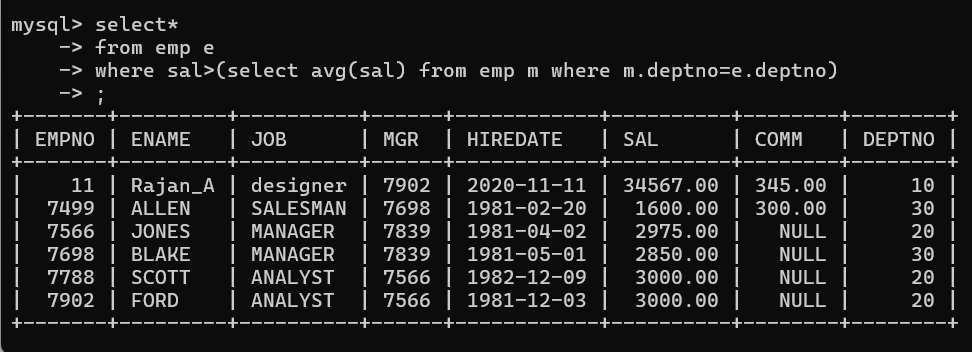 mysql> select*
    -> from emp e
    -> where sal>(select avg(sal) from emp m where m.deptno=e.deptno)
    -> ;
+-------+---------+----------+------+------------+----------+--------+--------+
| EMPNO | ENAME   | JOB      | MGR  | HIREDATE   | SAL      | COMM   | DEPTNO |
+-------+---------+----------+------+------------+----------+--------+--------+
|    11 | Rajan_A | designer | 7902 | 2020-11-11 | 34567.00 | 345.00 |     10 |
|  7499 | ALLEN   | SALESMAN | 7698 | 1981-02-20 |  1600.00 | 300.00 |     30 |
|  7566 | JONES   | MANAGER  | 7839 | 1981-04-02 |  2975.00 |   NULL |     20 |
|  7698 | BLAKE   | MANAGER  | 7839 | 1981-05-01 |  2850.00 |   NULL |     30 |
|  7788 | SCOTT   | ANALYST  | 7566 | 1982-12-09 |  3000.00 |   NULL |     20 |
|  7902 | FORD    | ANALYST  | 7566 | 1981-12-03 |  3000.00 |   NULL |     20 |
+-------+---------+----------+------+------------+----------+--------+--------+